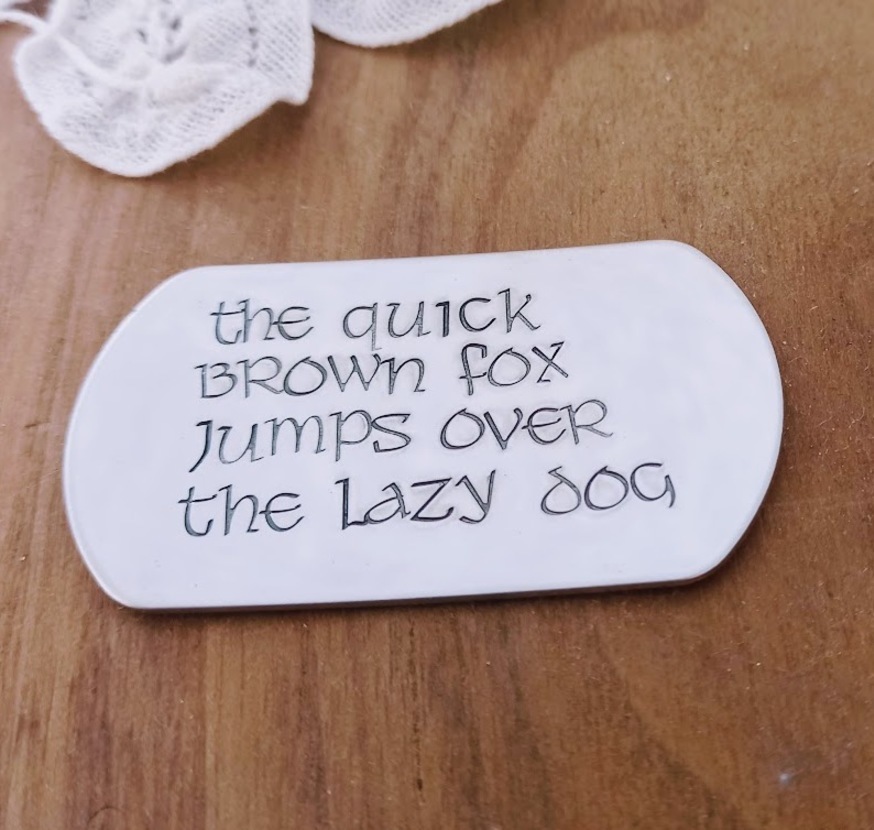 the quick
BROWN fox
Jumps OVER
the Lazy dOG